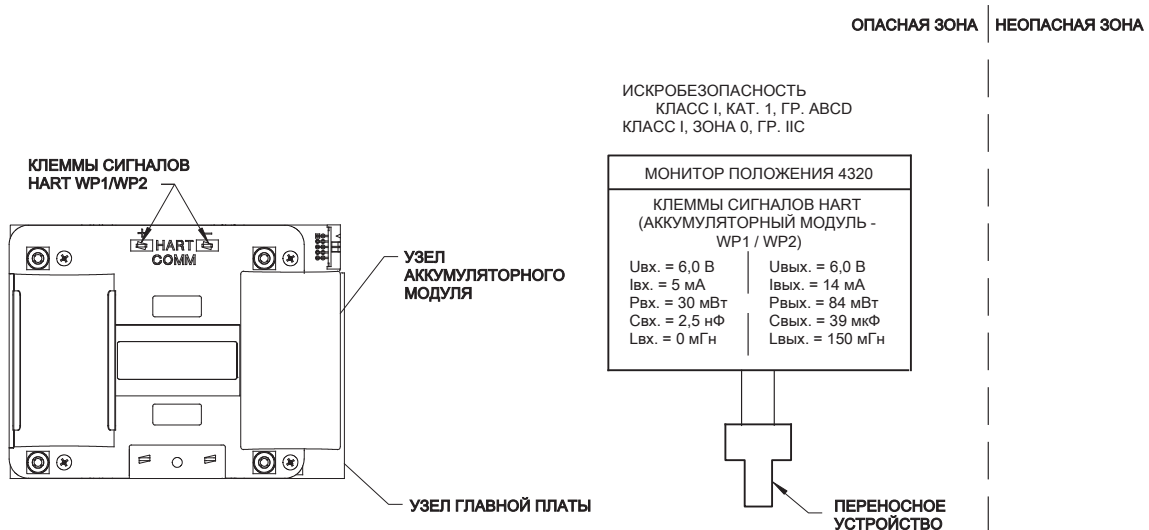 ОПАСНАЯ ЗОНА
НЕОПАСНАЯ ЗОНА
ИСКРОБЕЗОПАСНОСТЬ
КЛАСС I, КАТ. 1, ГР. ABCD
КЛАСС I, ЗОНА 0, ГР. IIC
КЛЕММЫ СИГНАЛОВ
HART WP1/WP2
+ –
HART
COMM
УЗЕЛ
АККУМУЛЯТОРНОГО
МОДУЛЯ
УЗЕЛ ГЛАВНОЙ ПЛАТЫ
МОНИТОР ПОЛОЖЕНИЯ 4320
КЛЕММЫ СИГНАЛОВ HART
(АККУМУЛЯТОРНЫЙ МОДУЛЬ -
WP1 / WP2)
Uвх. = 6,0 В
Iвх. = 5 мА
Pвх. = 30 мВт
Cвх. = 2,5 нФ
Lвх. = 0 мГн
Uвых. = 6,0 В
Iвых. = 14 мА
Pвых. = 84 мВт
Cвых. = 39 мкФ
Lвых. = 150 мГн
ПЕРЕНОСНОЕ
УСТРОЙСТВО